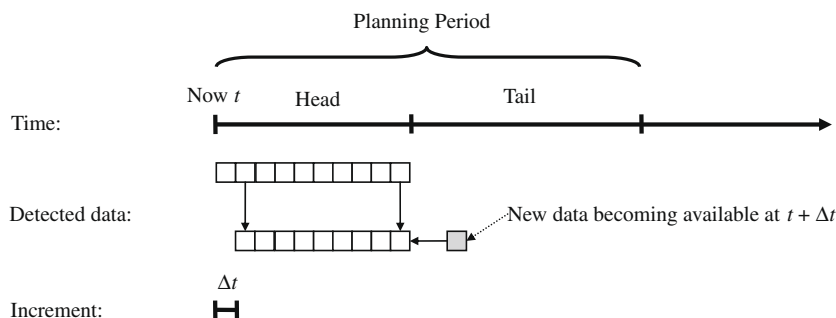 Planning Period
Now t
Head
Tail
Time:
Detected data:
New data becoming available at t + Δt
Δt
Increment: